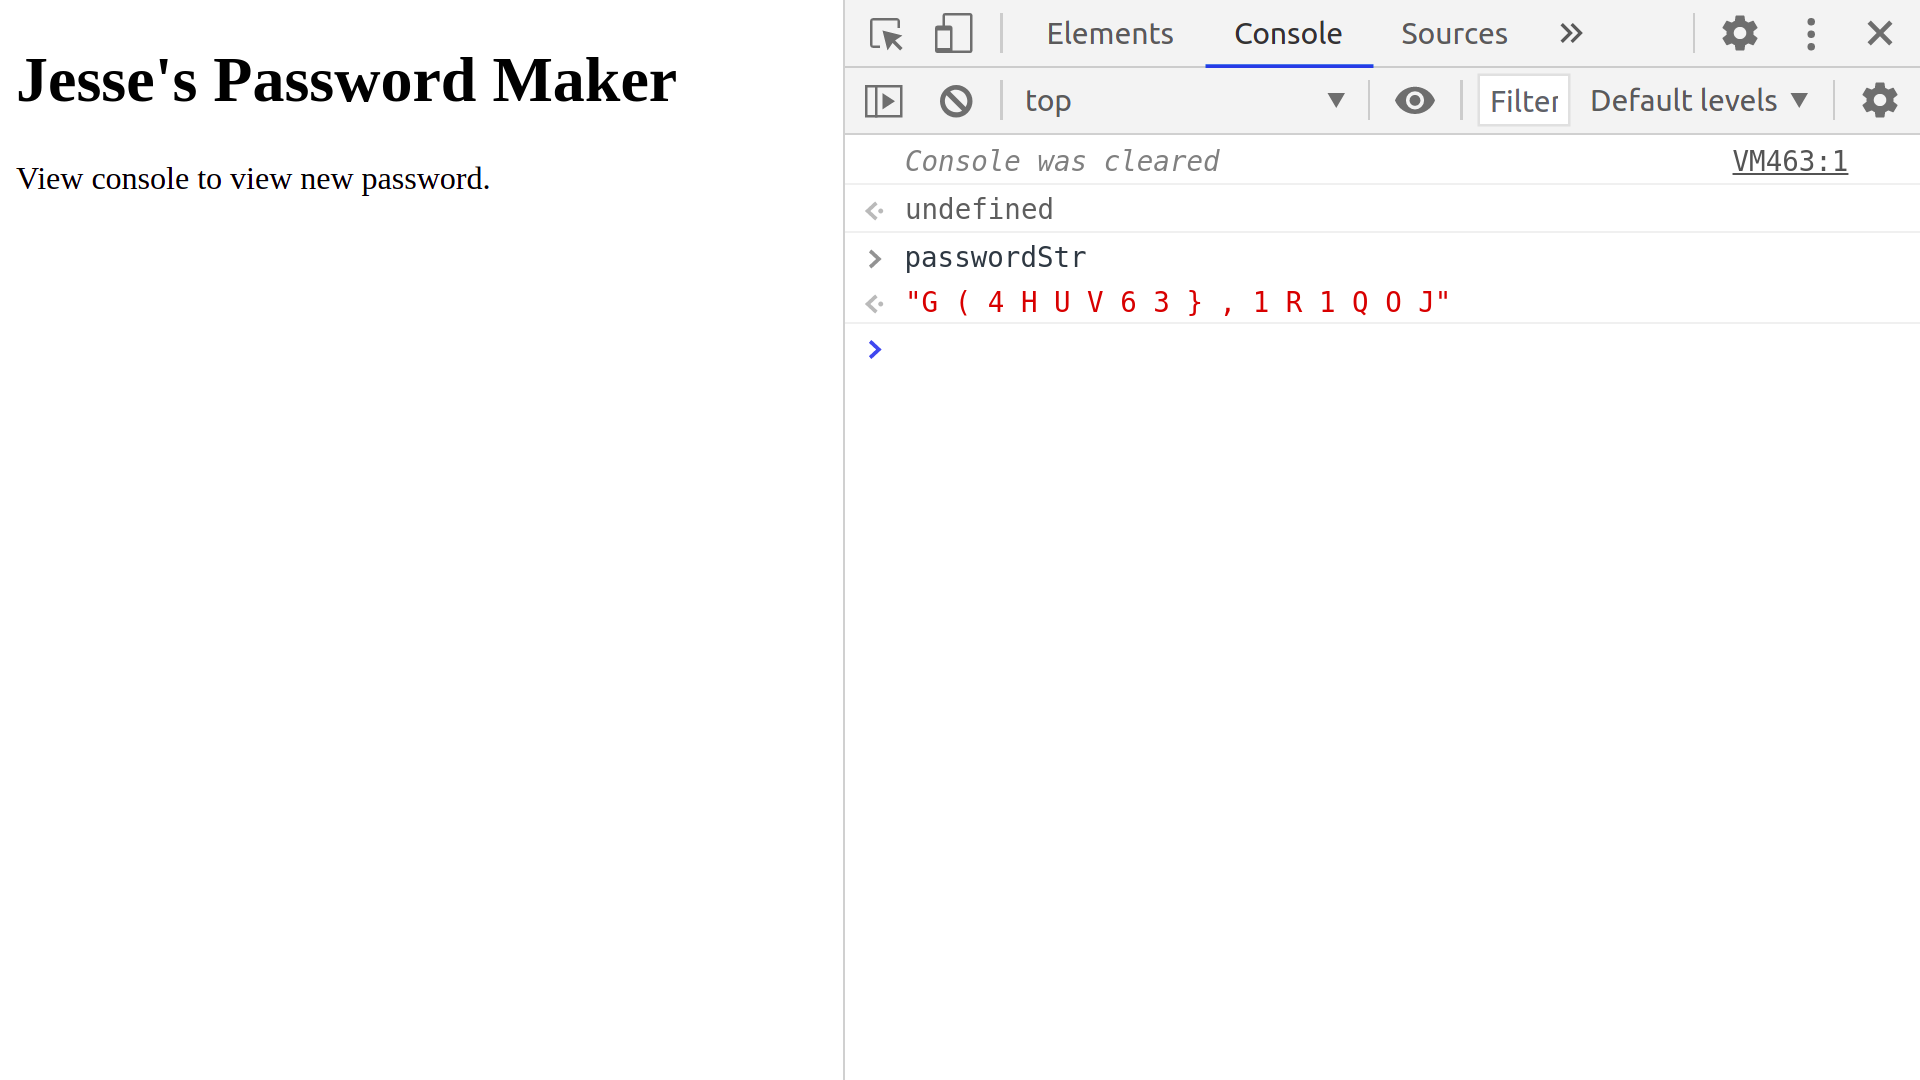 Jesse's Password Maker
View console to view new password.
Elements Console Sources
top Filter Default levels
Console was cleared VM463:1
undefined
passwordStr
"G ( 4 H U V 6 3 } , 1 R 1 Q O J"